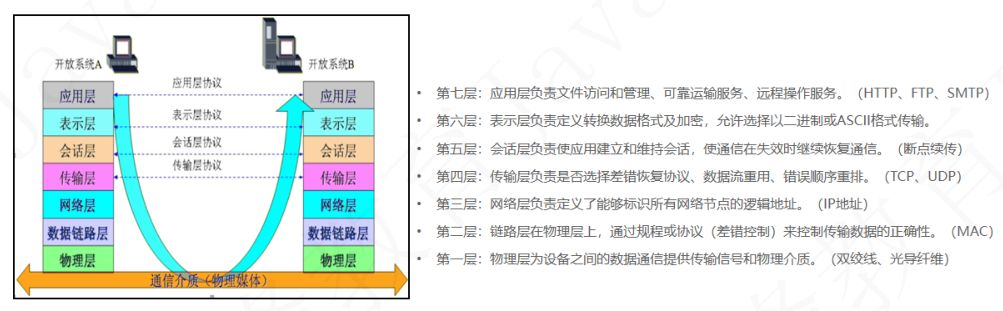 开放系统A
开放系统B
应用层协议
应用层
应用层
表示层协议
表示层
表示层
会话层协议
会话层
会话层
传输层协议
传输层
传输层
网络层
网络层
数据链路层
数据链路层
物理层
物理层
通信介质（物理媒体）
• 第七层：应用层负责文件访问和管理、可靠运输服务、远程操作服务。（HTTP、FTP、SMTP）
• 第六层：表示层负责定义转换数据格式及加密，允许选择以二进制或ASCII格式传输。
• 第五层：会话层负责使应用建立和维持会话，使通信在失效时继续恢复通信。（断点续传）
• 第四层：传输层负责是否选择差错恢复协议、数据流重用、错误顺序重排。（TCP、UDP）
• 第三层：网络层负责定义了能够标识所有网络节点的逻辑地址。（IP地址）
• 第二层：链路层在物理层上，通过规程或协议（差错控制）来控制传输数据的正确性。（MAC）
• 第一层：物理层为设备之间的数据通信提供传输信号和物理介质。（双绞线、光导纤维）